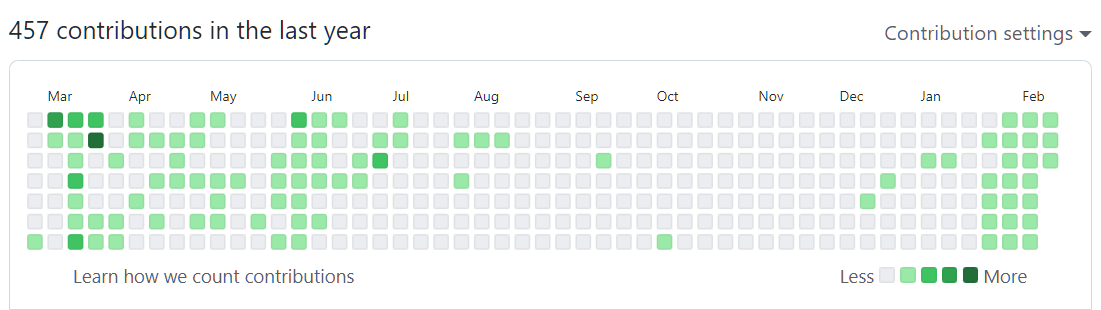 457 contributions in the last year
Contribution settings
Mar Apr May Jun Jul Aug Sep Oct Nov Dec Jan Feb
Learn how we count contributions
Less More